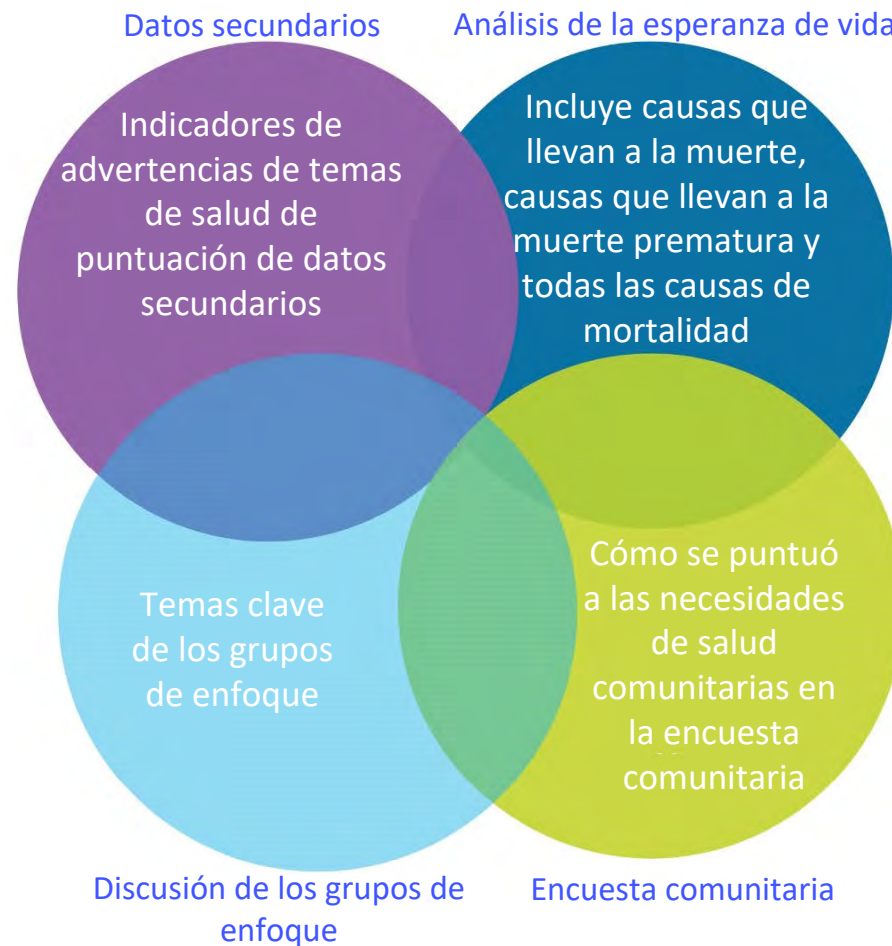 Datos secundarios
Análisis de la esperanza de vida
Indicadores de
advertencias de temas
de salud de
puntuación de datos
secundarios
Incluye causas que
llevan a la muerte,
causas que llevan a la
muerte prematura y
todas las causas de
mortalidad
Temas clave
de los grupos
de enfoque
Cómo se puntuó
a las necesidades
de salud
comunitarias en
la encuesta
comunitaria
Discusión de los grupos de
enfoque
Encuesta comunitaria